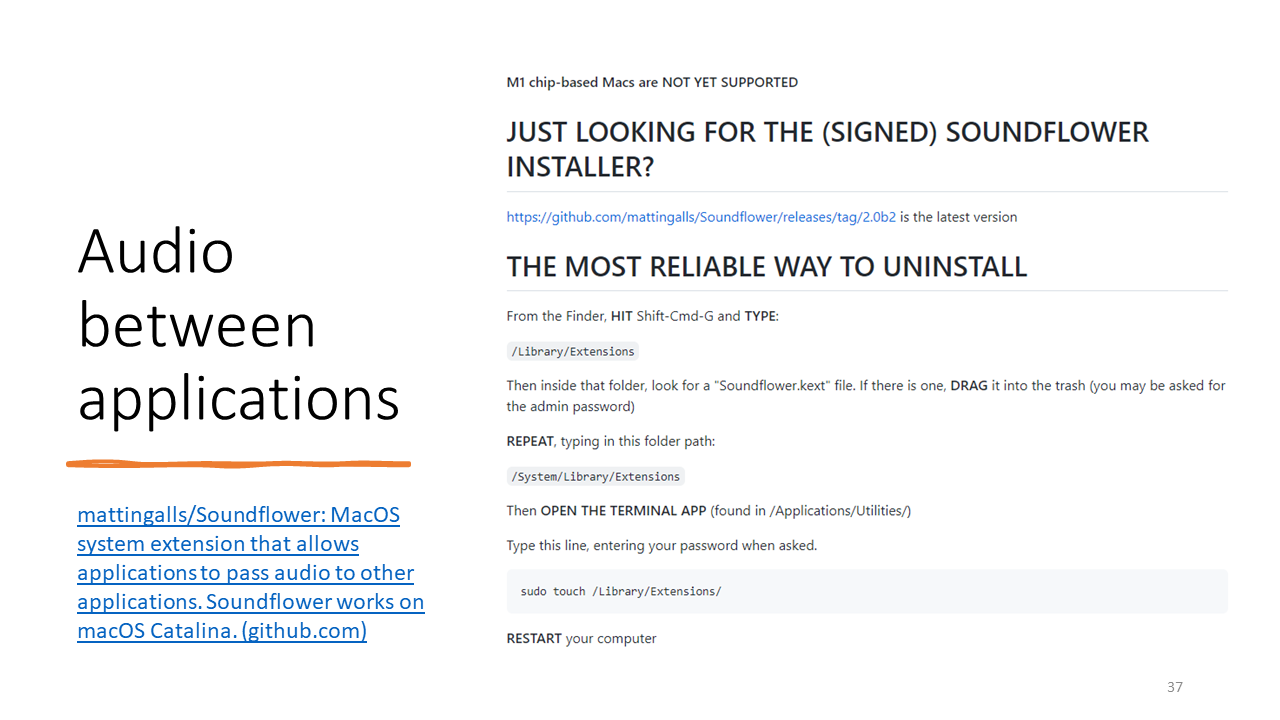 Audio
between
applications
mattingalls/Soundflower: MacOS
system extension that allows
applications to pass audio to other
applications. Soundflower works on
macOS Catalina. (github.com)
M1 chip-based Macs are NOT YET SUPPORTED
JUST LOOKING FOR THE (SIGNED) SOUNDFLOWER
INSTALLER?
https://github.com/mattingalls/Soundflower/releases/tag/2.0b2 is the latest version
THE MOST RELIABLE WAY TO UNINSTALL
From the Finder, HIT Shift-Cmd-G and TYPE:
/Library/Extensions
Then inside that folder, look for a "Soundflower.kext" file. If there is one, DRAG it into the trash (you may be asked for
the admin password)
REPEAT, typing in this folder path:
/System/Library/Extensions
Then OPEN THE TERMINAL APP (found in /Applications/Utilities/)
Type this line, entering your password when asked.
sudo touch /Library/Extensions/
RESTART your computer
37